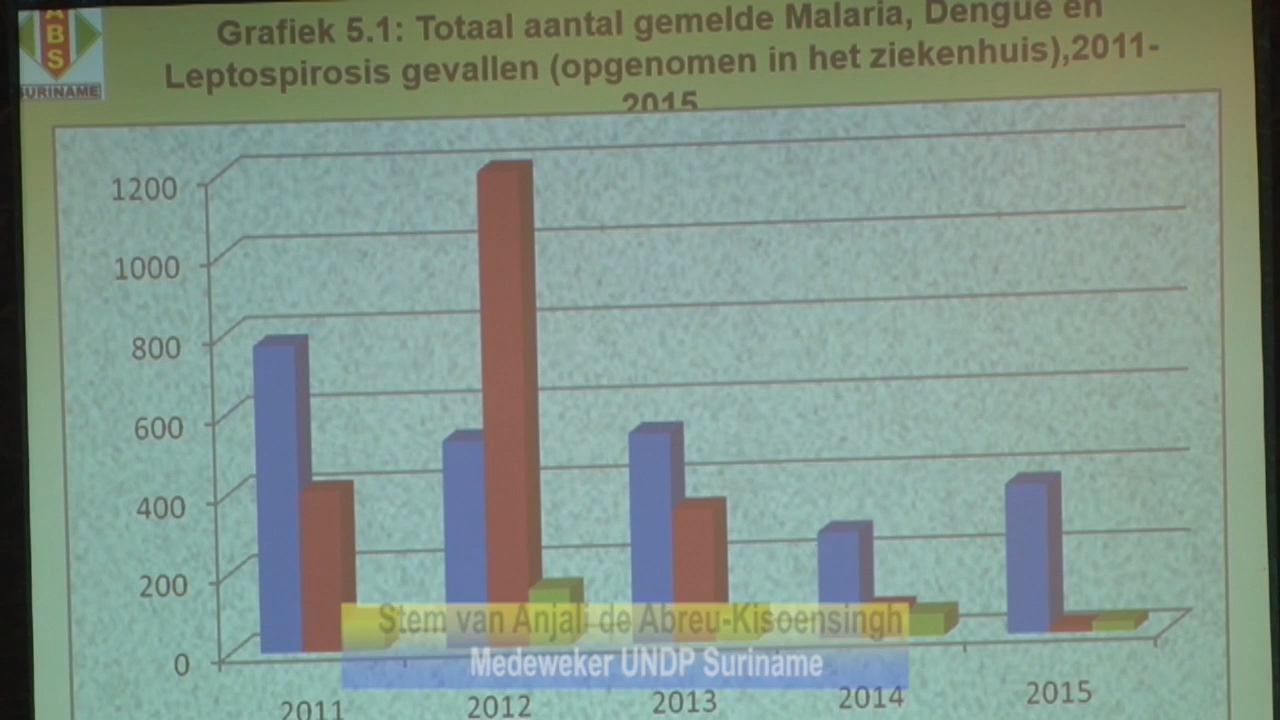 ABS
SURINAME
Grafiek 5.1: Totaal aantal gemelde Malaria, Dengue en
Leptospirosis gevallen (opgenomen in het ziekenhuis),2011-
2015
1200
1000
800
600
400
200
0
2011
2012
2013
2014
2015
Stem van Anjali de Abreu-Kisoensingh
Medeweker UNDP Suriname